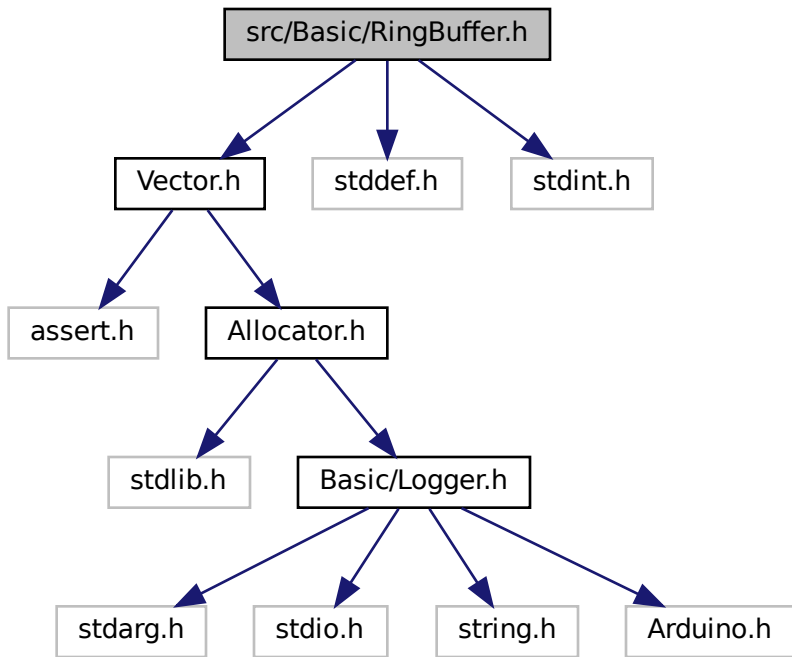 src/Basic/RingBuffer.h
Vector.h
stddef.h
stdint.h
assert.h
Allocator.h
stdlib.h
Basic/Logger.h
stdarg.h
stdio.h
string.h
Arduino.h